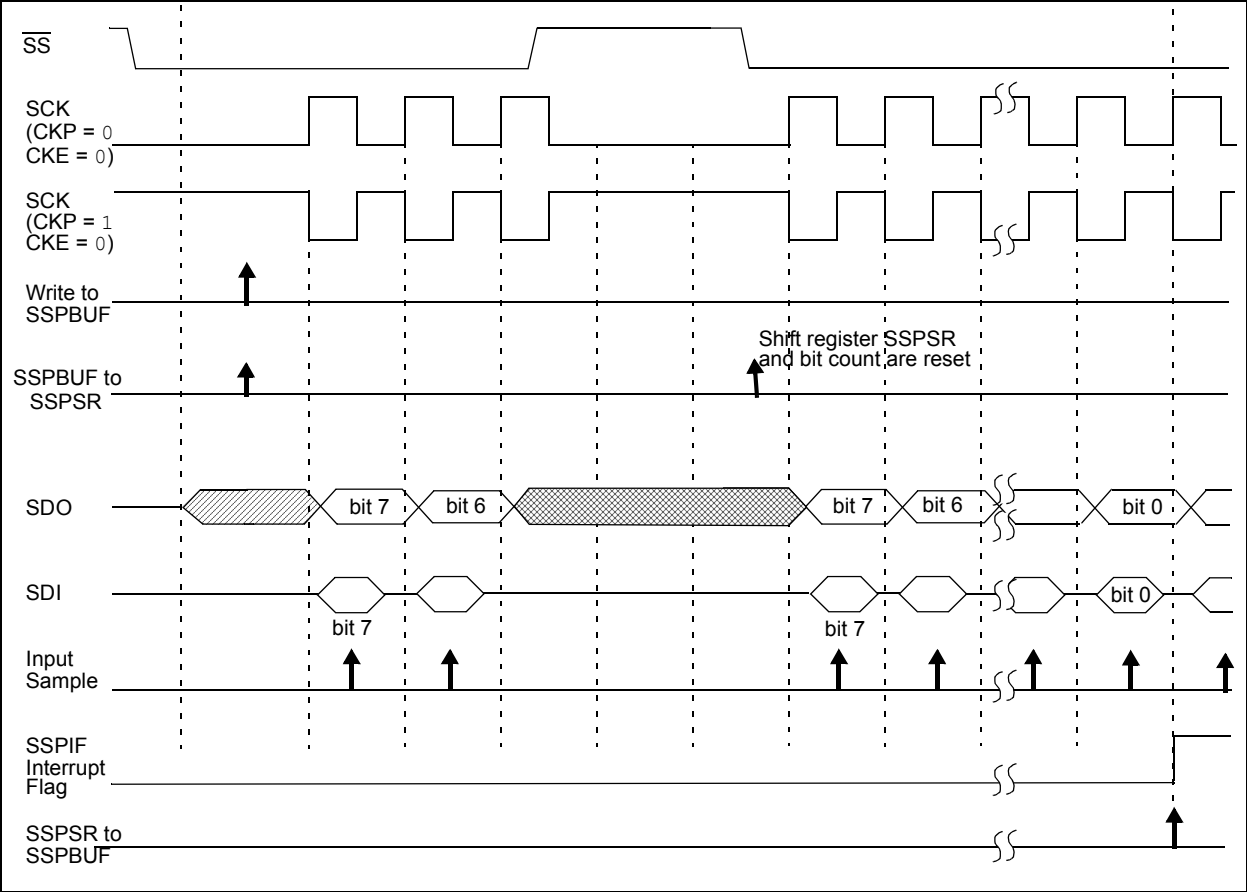 SS
SCK
(CKP = 0
CKE = 0)
SCK
(CKP = 1
CKE = 0)
Write to
SSPBUF
Shift register SSPSR
and bit count are reset
SSPBUF to
SSPSR
SDO
bit 7
bit 6
bit 7
bit 6
bit 0
SDI
bit 0
bit 7
bit 7
Input
Sample
SSPIF
Interrupt
Flag
SSPSR to
SSPBUF